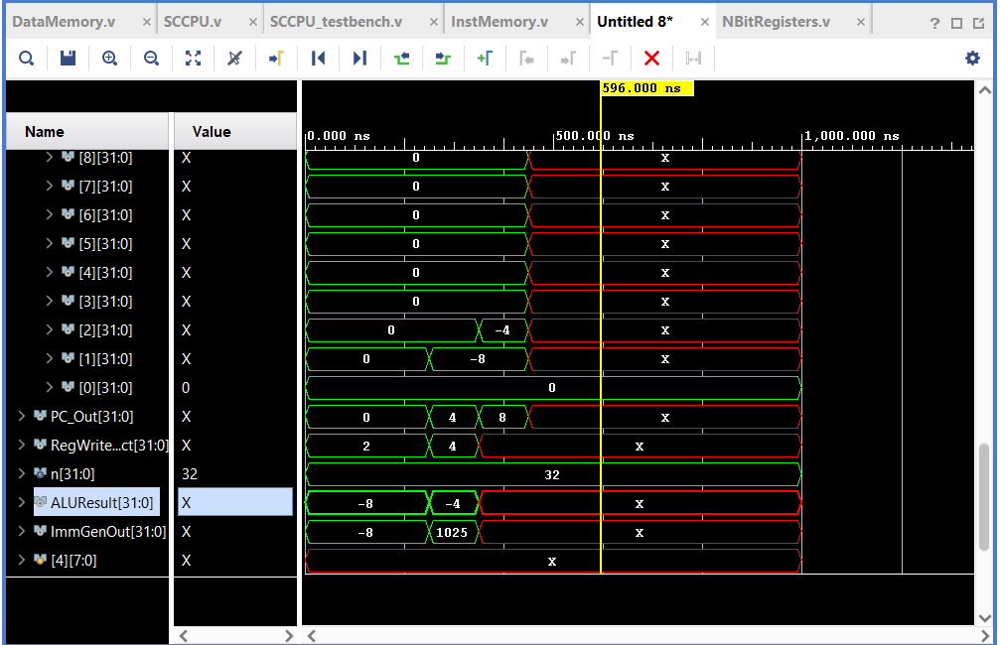 DataMemory.v × SCCPU.v × SCCPU_testbench.v × InstMemory.v × Untitled 8* × NBitRegisters.v ×
596.000 ns
Name Value 0.000 ns 500.000 ns 1,000.000 ns
[8][31:0] X 0 X
[7][31:0] X 0 X
[6][31:0] X 0 X
[5][31:0] X 0 X
[4][31:0] X 0 X
[3][31:0] X 0 X
[2][31:0] X 0 -4 X
[1][31:0] X 0 -8 X
[0][31:0] 0 0
PC_Out[31:0] X 0 4 8 X
RegWrite...ct[31:0] X 2 4 X
n[31:0] 32 32
ALUResult[31:0] X -8 -4 X
ImmGenOut[31:0] X -8 1025 X
[4][7:0] X X